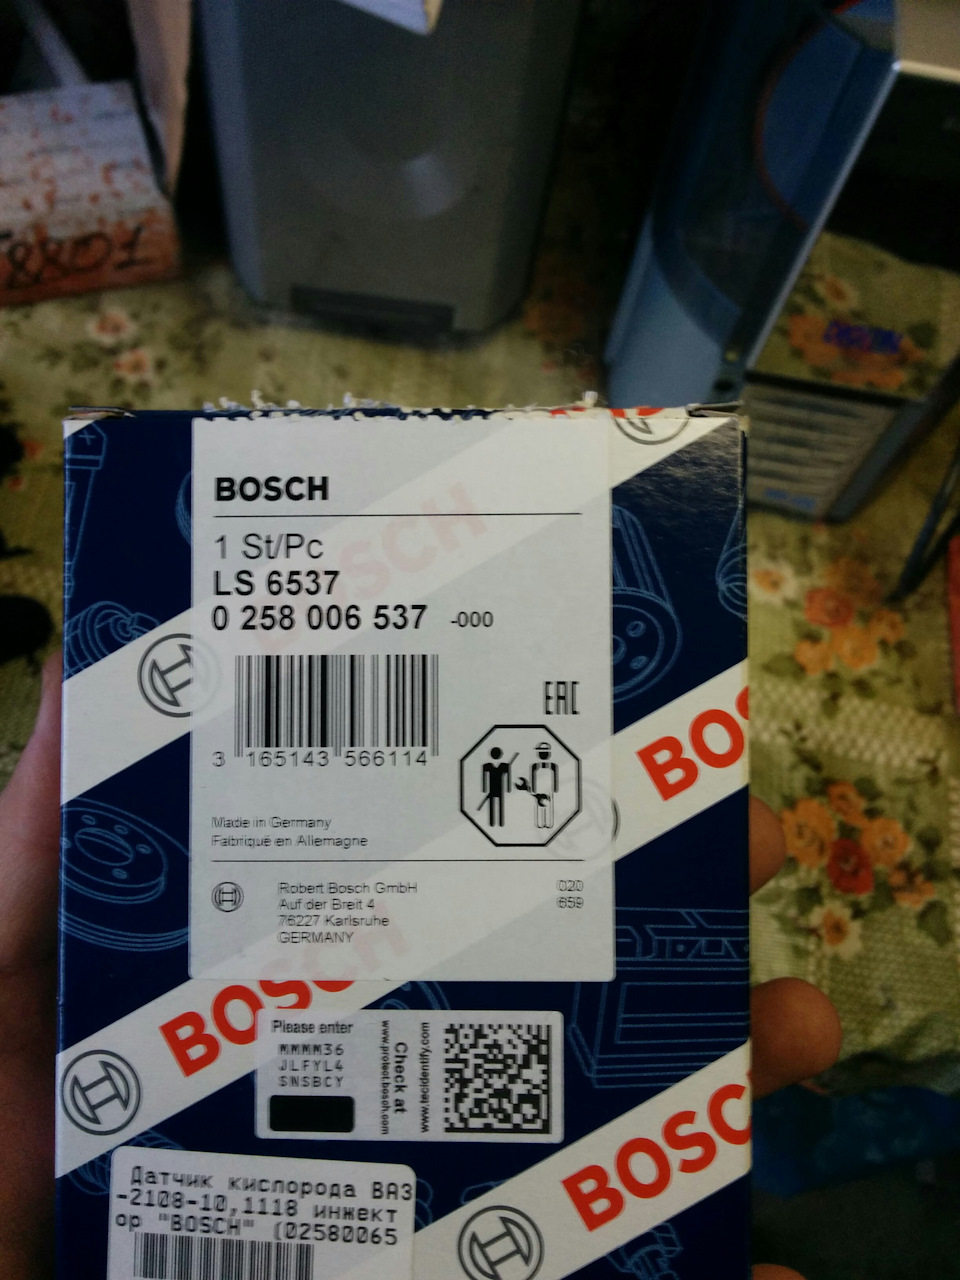 8801
BOSCH
1 St/Pc
LS 6537
0 258 006 537 -000
3 165143 566114
EAC
Made in Germany
Fabriqué en Allemagne
Robert Bosch GmbH
Auf der Breit 4
76227 Karlsruhe
GERMANY
020
659
BOSCH
BOSCH
BOSCH
BOSCH
Please enter
MMMM36
JLFYL4
SNSBCY
Check at
www.protect.bosch.com
www.tecidentify.com
Датчик кислорода ВАЗ
-2108-10,1118 инжект
ор "BOSCH" (02580065